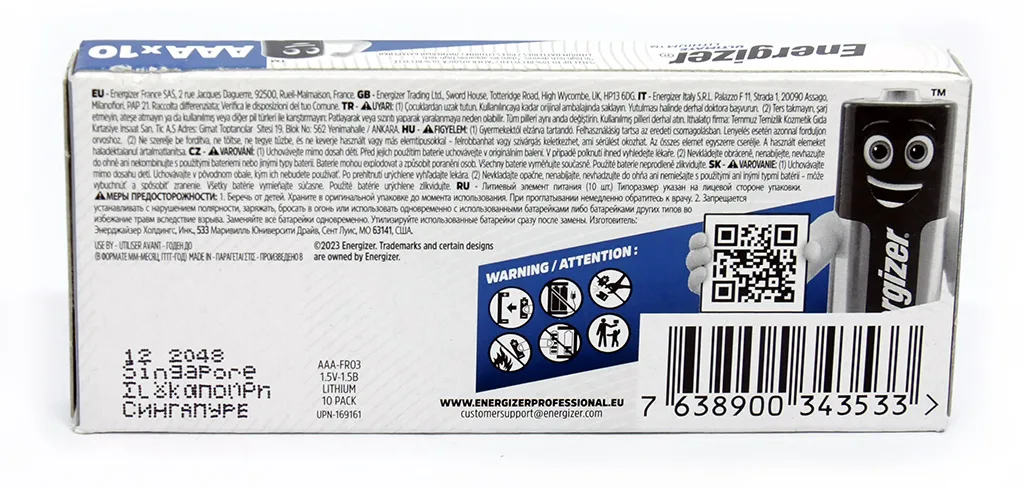 AAAx10
Energizer
EU - Energizer France SAS, 2 rue Jacques Daguerre, 92500, Rueil-Malmaison, France. GB - Energizer Trading Ltd., Sword House, Totteridge Road, High Wycombe, UK, HP13 6DG. IT - Energizer Italy S.R.L. Palazzo F 11, Strada 1, 20090 Assago,
Milanofiori. PAP 21. Raccolta differenziata; Verifica le disposizioni del tuo Comune. TR - ⚠UYARI: (1) Çocuklardan uzak tutun. Kullanılıncaya kadar orijinal ambalajında saklayın. Yutulması halinde derhal doktora başvurun. (2) Ters takmayın, şarj
etmeyin, ateşe atmayın ya da kullanılmış veya diğer pil türleri ile karıştırmayın: Patlayarak veya sızıntı yaparak yaralanmaya neden olabilir. Tüm pilleri aynı anda değiştirin. Kullanılmış pilleri derhal atın. İthalatçı firma: Temmuz Temizlik Kozmetik Gıda
Kırtasiye İnsaat San. Tic A.S Adres: Gimat Toptancılar Sitesi 19. Blok No: 562 Yenimahalle / ANKARA. HU - ⚠FIGYELEM: (1) Gyermekektől elzárva tartandó. Felhasználásig tartsa az eredeti csomagolásban. Lenyelés esetén azonnal forduljon
orvoshoz. (2) Ne szerelje be fordítva, ne töltse, ne tegye tűzbe, és ne keverje használt vagy más elemtípusokkal - felrobbanhat vagy szivárgás keletkezhet, ami sérülést okozhat. Az összes elemet egyszerre cserélje. A használt elemeket
haladéktalanul ártalmatlanítsa. CZ - ⚠VAROVÁNÍ: (1) Uchovávejte mimo dosah dětí. Před jejich použitím baterie uchovávejte v originálním balení. V případě polknutí ihned vyhledejte lékaře. (2) Nevkládejte obráceně, nenabíjejte, nevhazujte
do ohně ani nekombinujte s použitými bateriemi nebo jinými typy baterií. Baterie mohou explodovat a způsobit poranění osob. Všechny baterie vyměňujte současně. Použité baterie neprodleně zlikvidujte. SK - ⚠VAROVANIE: (1) Uchovávajte
mimo dosahu detí. Uchovávajte v pôvodnom obale, kým ich nebudete používať. Po prehltnutí urýchlene vyhľadajte lekára. (2) Nevkladajte opačne, nenabíjajte, nevhadzujte do ohňa ani nemiešajte s použitými ani inými typmi batérií - môže
vybuchnúť a spôsobiť zranenie. Všetky batérie vymieňajte súčasne. Použité batérie urýchlene zlikvidujte. RU - Литиевый элемент питания (10 шт.) Типоразмер указан на лицевой стороне упаковки.
⚠МЕРЫ ПРЕДОСТОРОЖНОСТИ: 1. Беречь от детей. Хранить в оригинальной упаковке до момента использования. При проглатывании немедленно обратитесь к врачу. 2. Запрещается
устанавливать с нарушением полярности, заряжать, бросать в огонь или использовать одновременно с использованными батарейками либо батарейками других типов во
избежание травм вследствие взрыва. Заменяйте все батарейки одновременно. Утилизируйте использованные батарейки сразу после замены. Изготовитель:
Энерджайзер Холдингс, Инк., 533 Маривилль Юниверсити Драйв, Сент Луис, МО 63141, США.
USE BY - UTILISER AVANT - ГОДЕН ДО
(В ФОРМАТЕ ММ-МЕСЯЦ, ГГГГ-ГОД) MADE IN - ΠΑΡΑΓΕΤΑΙ ΣΤΙΣ - ПРОИЗВЕДЕНО В
©2023 Energizer. Trademarks and certain designs
are owned by Energizer.
WARNING / ATTENTION :
TM
Energizer
12 2048
Singapore
Σιγκαπούρη
СИНГАПУРЕ
AAA-FR03
1.5V-1.5B
LITHIUM
10 PACK
UPN-169161
WWW.ENERGIZERPROFESSIONAL.EU
customersupport@energizer.com
7 638900 343533 >